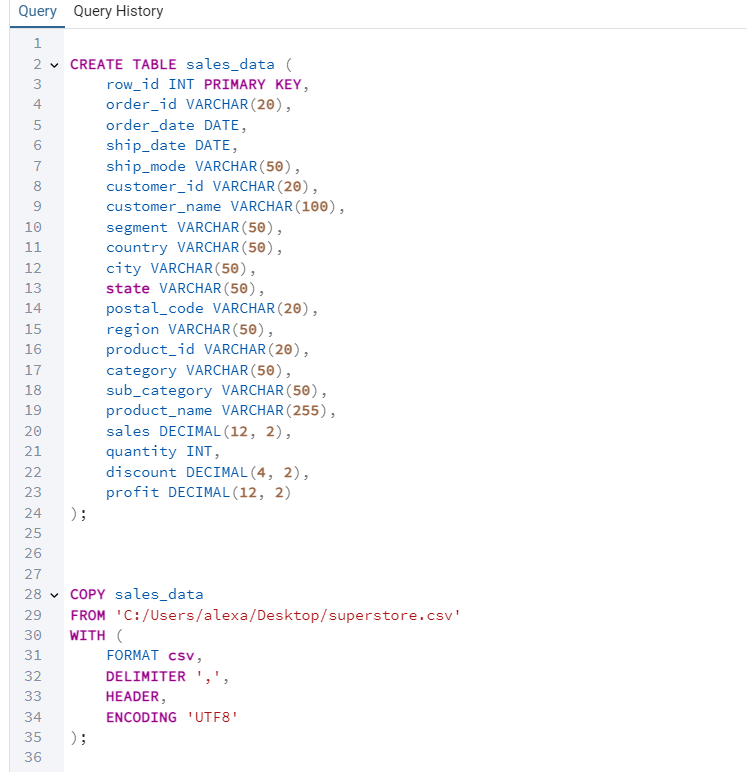 Query Query History
1
2 CREATE TABLE sales_data (
3 row_id INT PRIMARY KEY,
4 order_id VARCHAR(20),
5 order_date DATE,
6 ship_date DATE,
7 ship_mode VARCHAR(50),
8 customer_id VARCHAR(20),
9 customer_name VARCHAR(100),
10 segment VARCHAR(50),
11 country VARCHAR(50),
12 city VARCHAR(50),
13 state VARCHAR(50),
14 postal_code VARCHAR(20),
15 region VARCHAR(50),
16 product_id VARCHAR(20),
17 category VARCHAR(50),
18 sub_category VARCHAR(50),
19 product_name VARCHAR(255),
20 sales DECIMAL(12, 2),
21 quantity INT,
22 discount DECIMAL(4, 2),
23 profit DECIMAL(12, 2)
24 );
25
26
27
28 COPY sales_data
29 FROM 'C:/Users/alexa/Desktop/superstore.csv'
30 WITH (
31 FORMAT csv,
32 DELIMITER ',',
33 HEADER,
34 ENCODING 'UTF8'
35 );
36